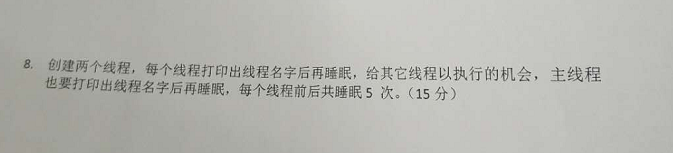 8. 创建两个线程，每个线程打印出线程名字后再睡眠，给其它线程以执行的机会，主线程
也要打印出线程名字后再睡眠，每个线程前后共睡眠 5 次。（15 分）